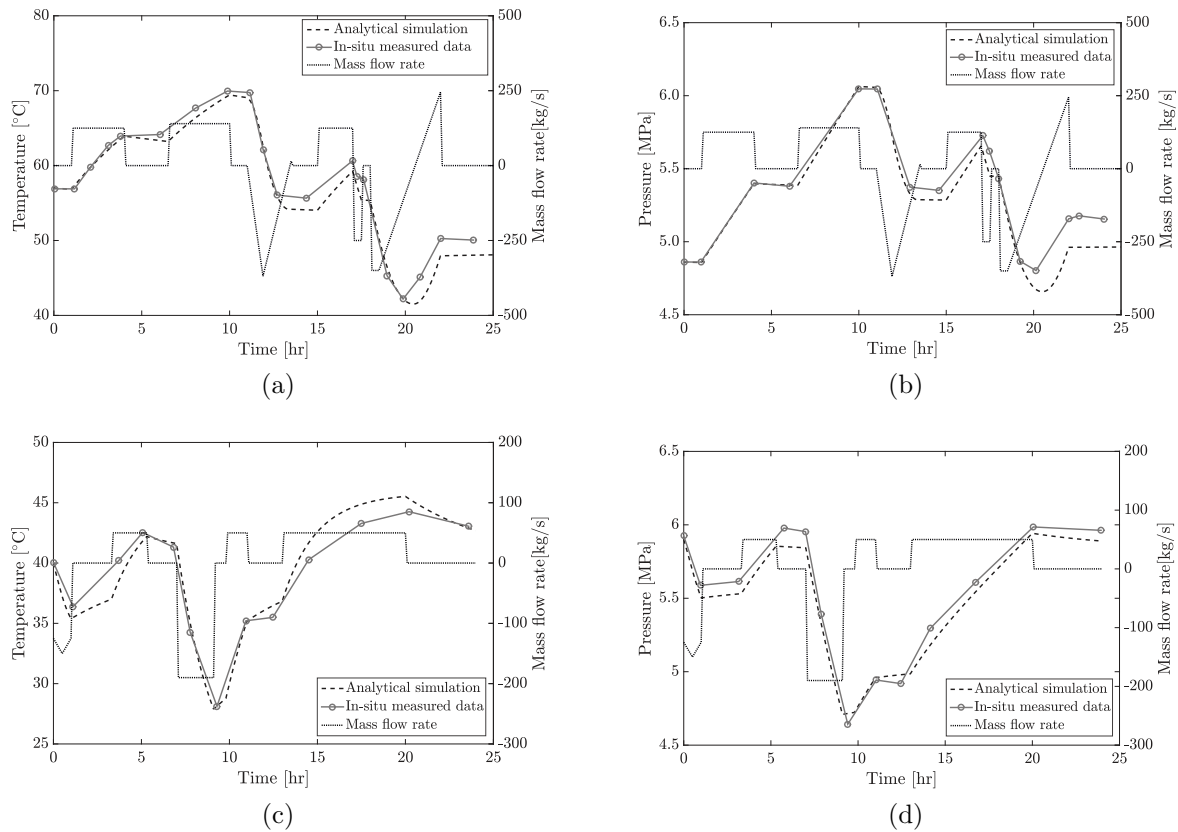 80
500
Analytical simulation
In-situ measured data
Mass flow rate
70
250
60
0
50
-250
40
-500
0 5 10 15 20 25
Temperature [°C]
Mass flow rate[kg/s]
Time [hr]
(a)
6.5
500
Analytical simulation
In-situ measured data
Mass flow rate
6.0
250
5.5
0
5.0
-250
4.5
-500
0 5 10 15 20 25
Pressure [MPa]
Mass flow rate[kg/s]
Time [hr]
(b)
50
200
45
100
40
0
35
-100
30
-200
25
-300
Analytical simulation
In-situ measured data
Mass flow rate
0 5 10 15 20 25
Temperature [°C]
Mass flow rate[kg/s]
Time [hr]
(c)
6.5
200
100
6
0
5.5
-100
5
-200
4.5
-300
Analytical simulation
In-situ measured data
Mass flow rate
0 5 10 15 20 25
Pressure [MPa]
Mass flow rate[kg/s]
Time [hr]
(d)